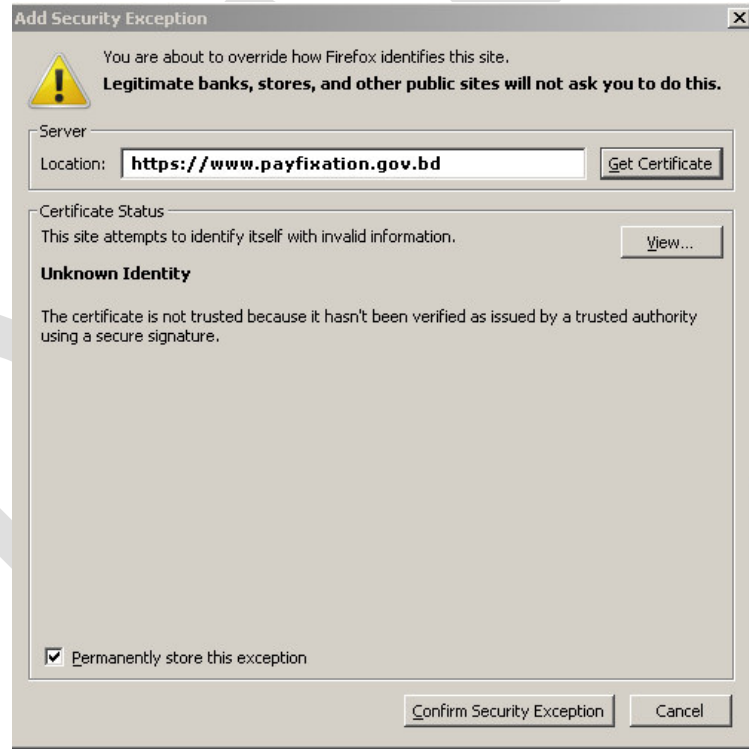 Add Security Exception
You are about to override how Firefox identifies this site.
Legitimate banks, stores, and other public sites will not ask you to do this.
Server
Location: https://www.payfixation.gov.bd Get Certificate
Certificate Status
This site attempts to identify itself with invalid information. View...
Unknown Identity
The certificate is not trusted because it hasn't been verified as issued by a trusted authority
using a secure signature.
Permanently store this exception
Confirm Security Exception Cancel